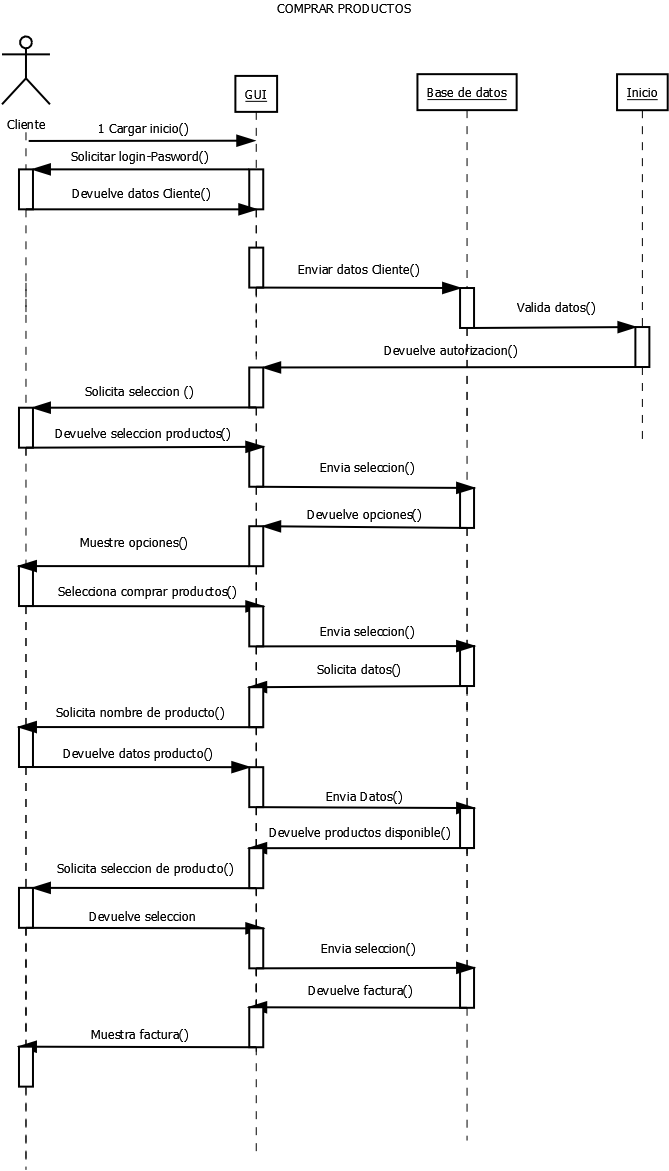 COMPRAR PRODUCTOS
Cliente
GUI
Base de datos
Inicio
1 Cargar inicio()
Solicitar login-Pasword()
Devuelve datos Cliente()
Enviar datos Cliente()
Valida datos()
Devuelve autorizacion()
Solicita seleccion ()
Devuelve seleccion productos()
Envia seleccion()
Devuelve opciones()
Muestre opciones()
Selecciona comprar productos()
Envia seleccion()
Solicita datos()
Solicita nombre de producto()
Devuelve datos producto()
Envia Datos()
Devuelve productos disponible()
Solicita seleccion de producto()
Devuelve seleccion
Envia seleccion()
Devuelve factura()
Muestra factura()